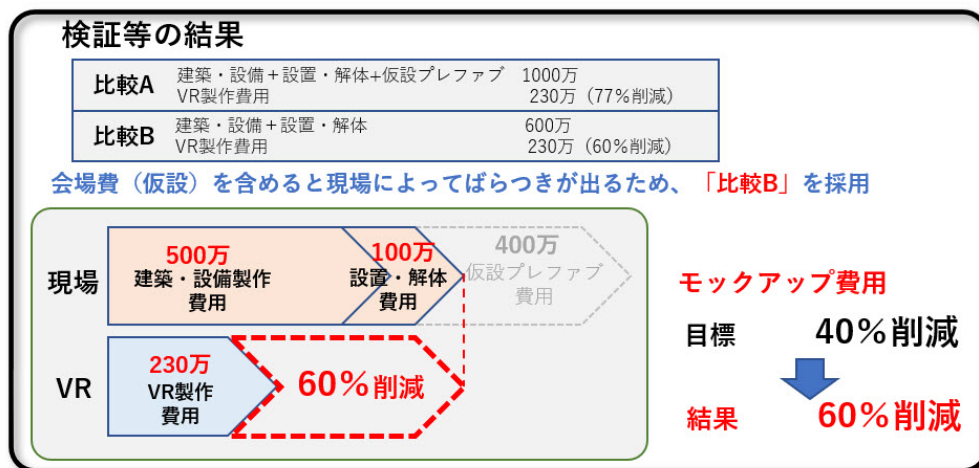 検証等の結果
比較A 建築・設備＋設置・解体+仮設プレファブ 1000万
VR製作費用 230万（77%削減）
比較B 建築・設備＋設置・解体 600万
VR製作費用 230万（60%削減）
会場費（仮設）を含めると現場によってばらつきが出るため、「比較B」を採用
現場
500万
建築・設備製作
費用
100万
設置・解体
費用
400万
仮設プレファブ
費用
VR
230万
VR製作
費用
60%削減
モックアップ費用
目標 40%削減
結果 60%削減